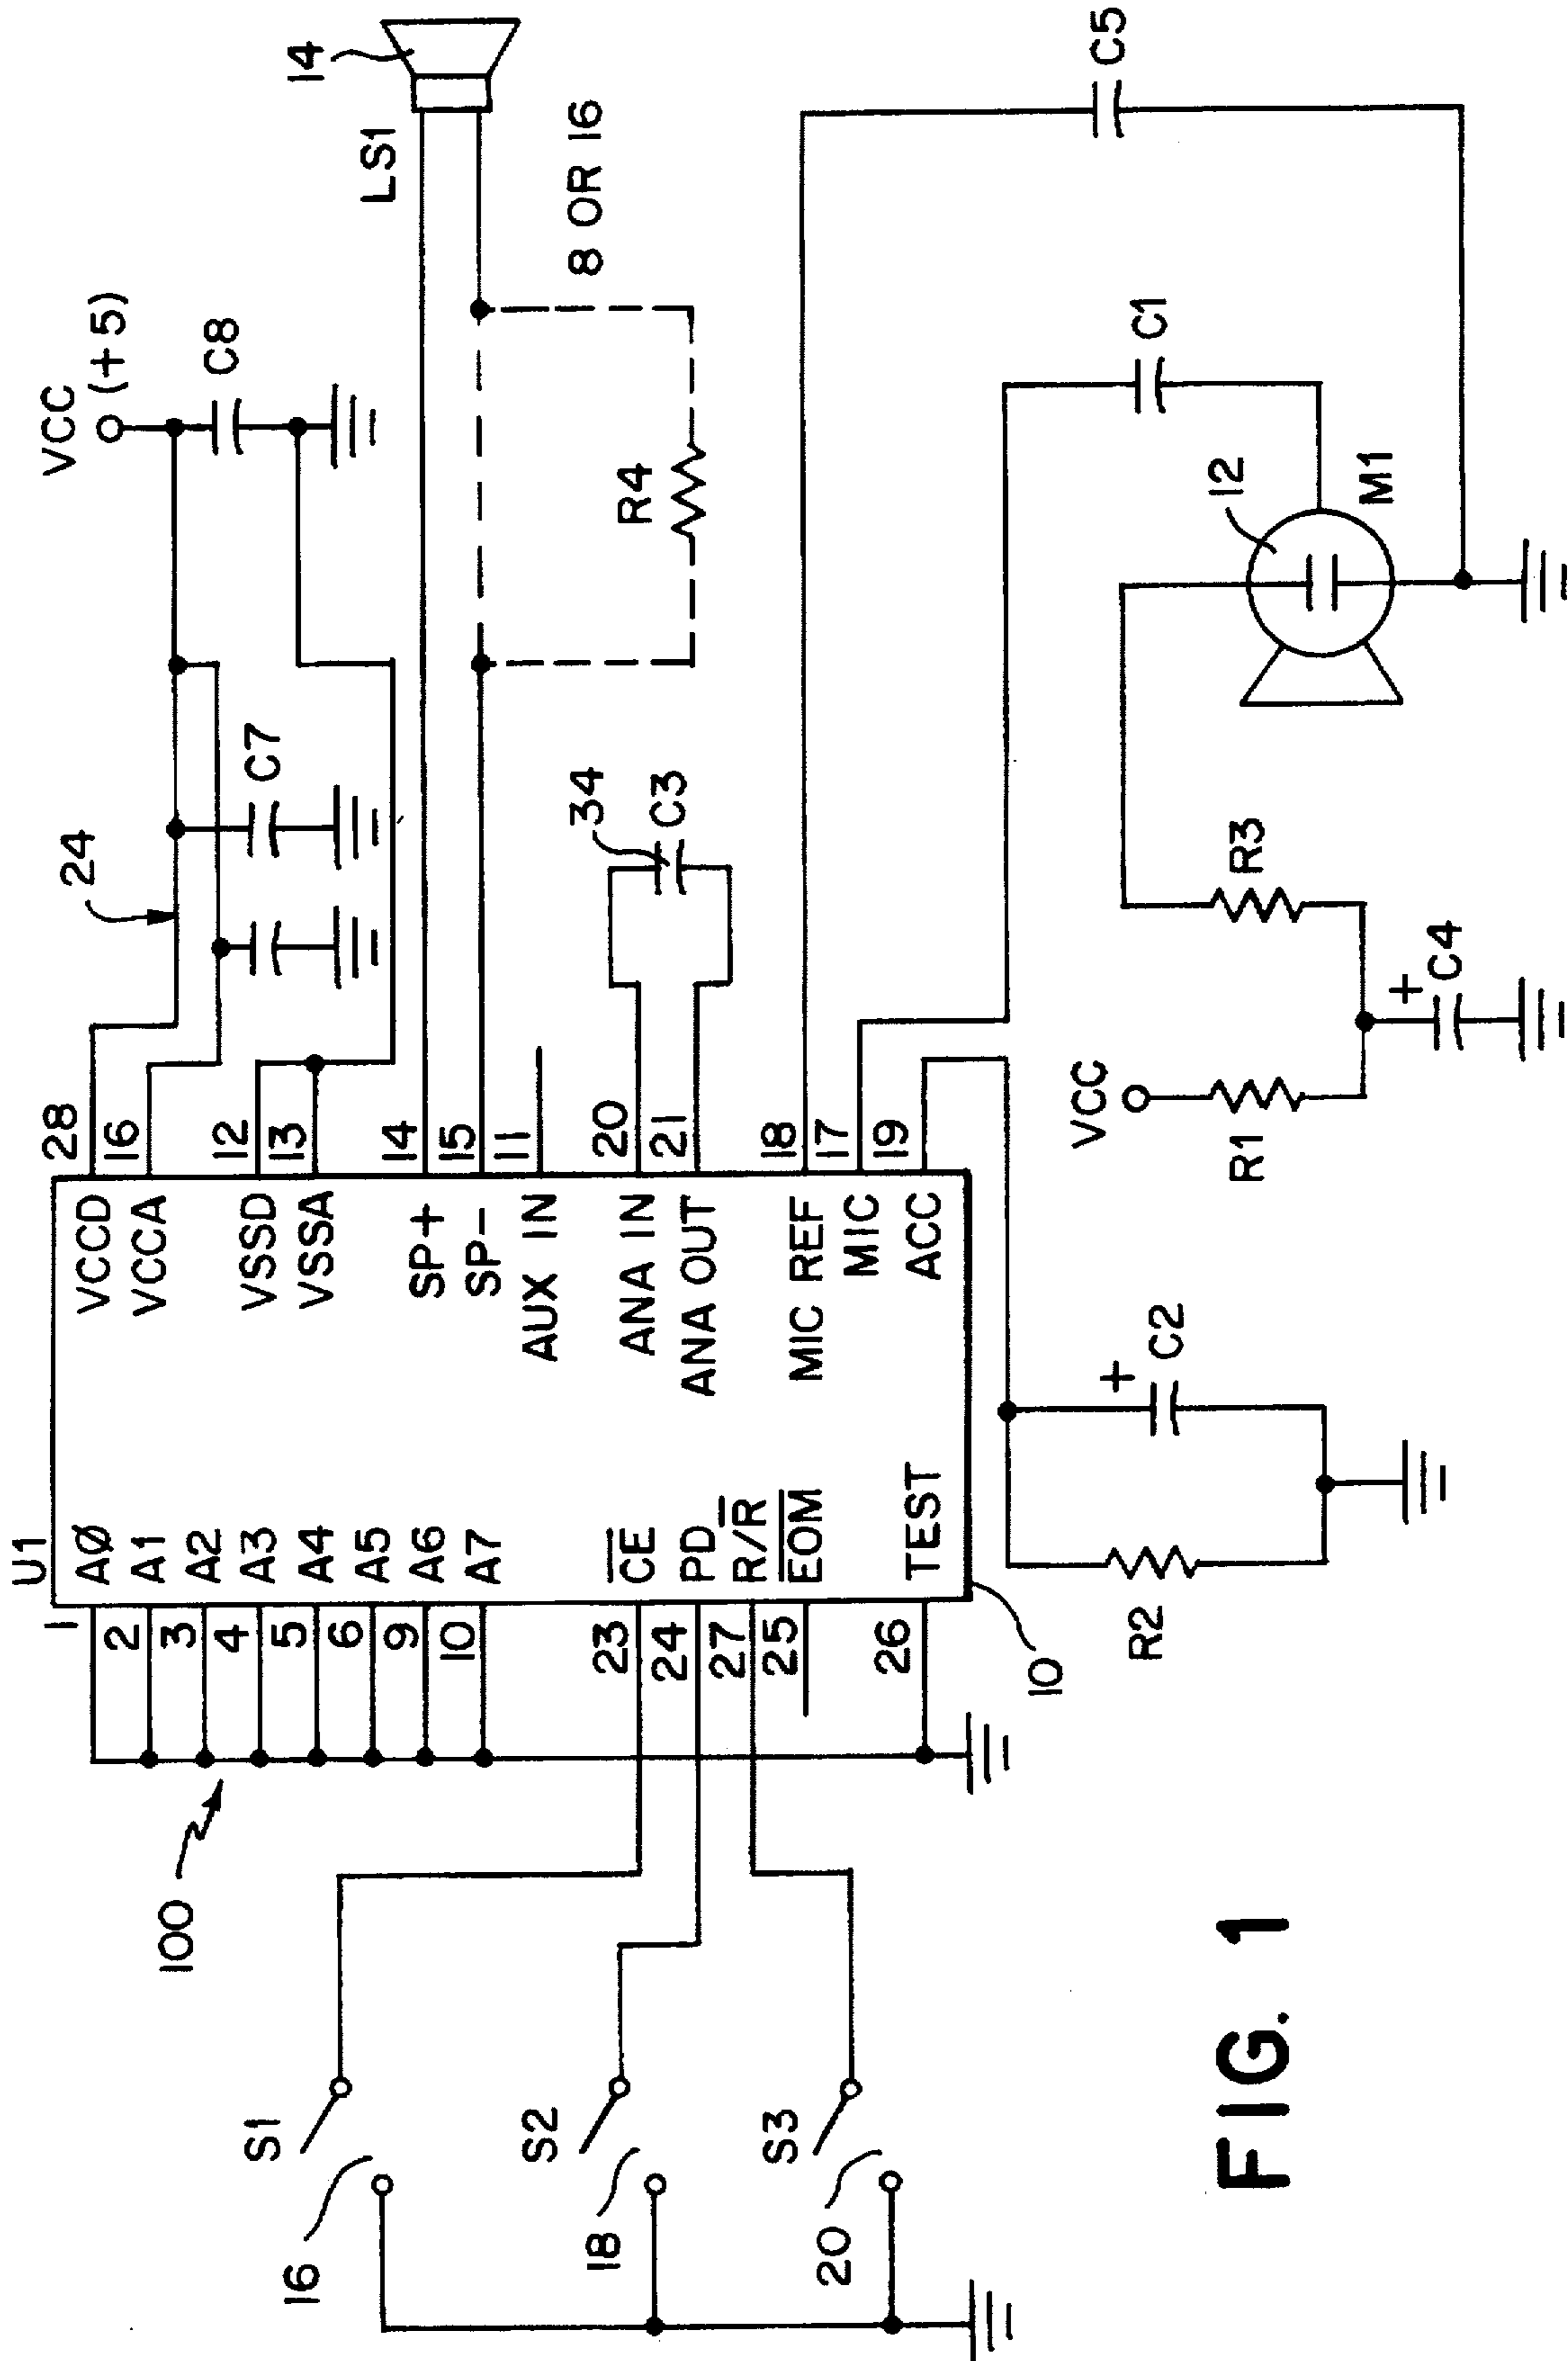 U1
1 AØ
2 A1
3 A2
4 A3
5 A4
6 A5
9 A6
10 A7
23 CE
24 PD
27 R/R
25 EOM
26 TEST
VCCD 28
VCCA 16
VSSD 12
VSSA 13
SP+ 14
SP- 15
AUX IN 11
ANA IN 20
ANA OUT 21
MIC REF 18
MIC 17
ACC 19
10
100
S1
16
S2
18
S3
20
24
C7
VCC
(+5)
C8
LS1
14
8 OR 16
R4
34
C3
C5
C1
12
M1
R3
VCC
R1
+
C4
+
C2
R2
FIG. 1